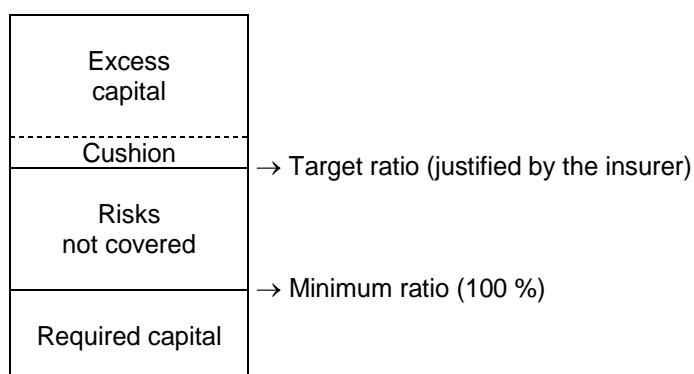 Excess
capital
Cushion
→ Target ratio (justified by the insurer)
Risks
not covered
→ Minimum ratio (100 %)
Required capital